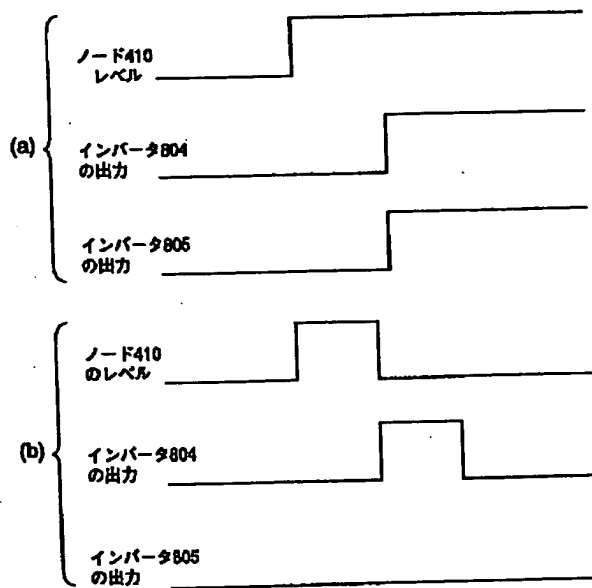 (a)
ノード410
レベル
インバータ804
の出力
インバータ805
の出力
(b)
ノード410
のレベル
インバータ804
の出力
インバータ805
の出力